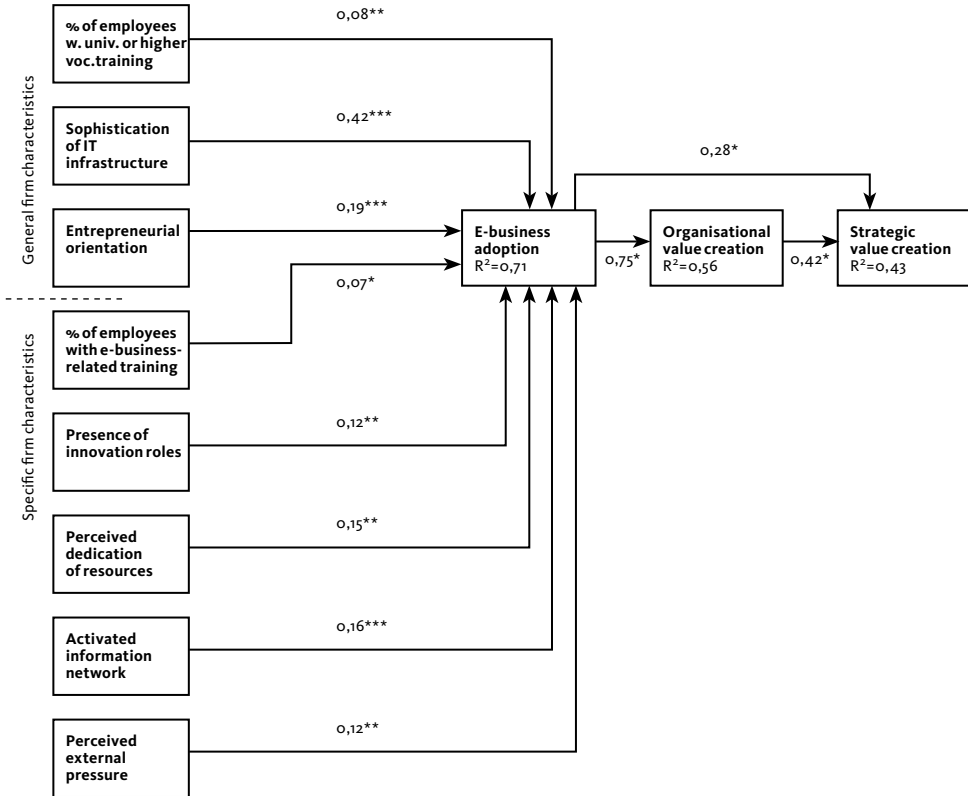 General firm characteristics
% of employees
w. univ. or higher
voc.training
0,08**
Sophistication
of IT
infrastructure
0,42***
Entrepreneurial
orientation
0,19***
Specific firm characteristics
% of employees
with e-business-
related training
0,07*
Presence of
innovation roles
0,12**
Perceived
dedication
of resources
0,15**
Activated
information
network
0,16***
Perceived
external
pressure
0,12**
E-business
adoption
R²=0,71
0,75*
0,28*
Organisational
value creation
R²=0,56
0,42*
Strategic
value creation
R²=0,43